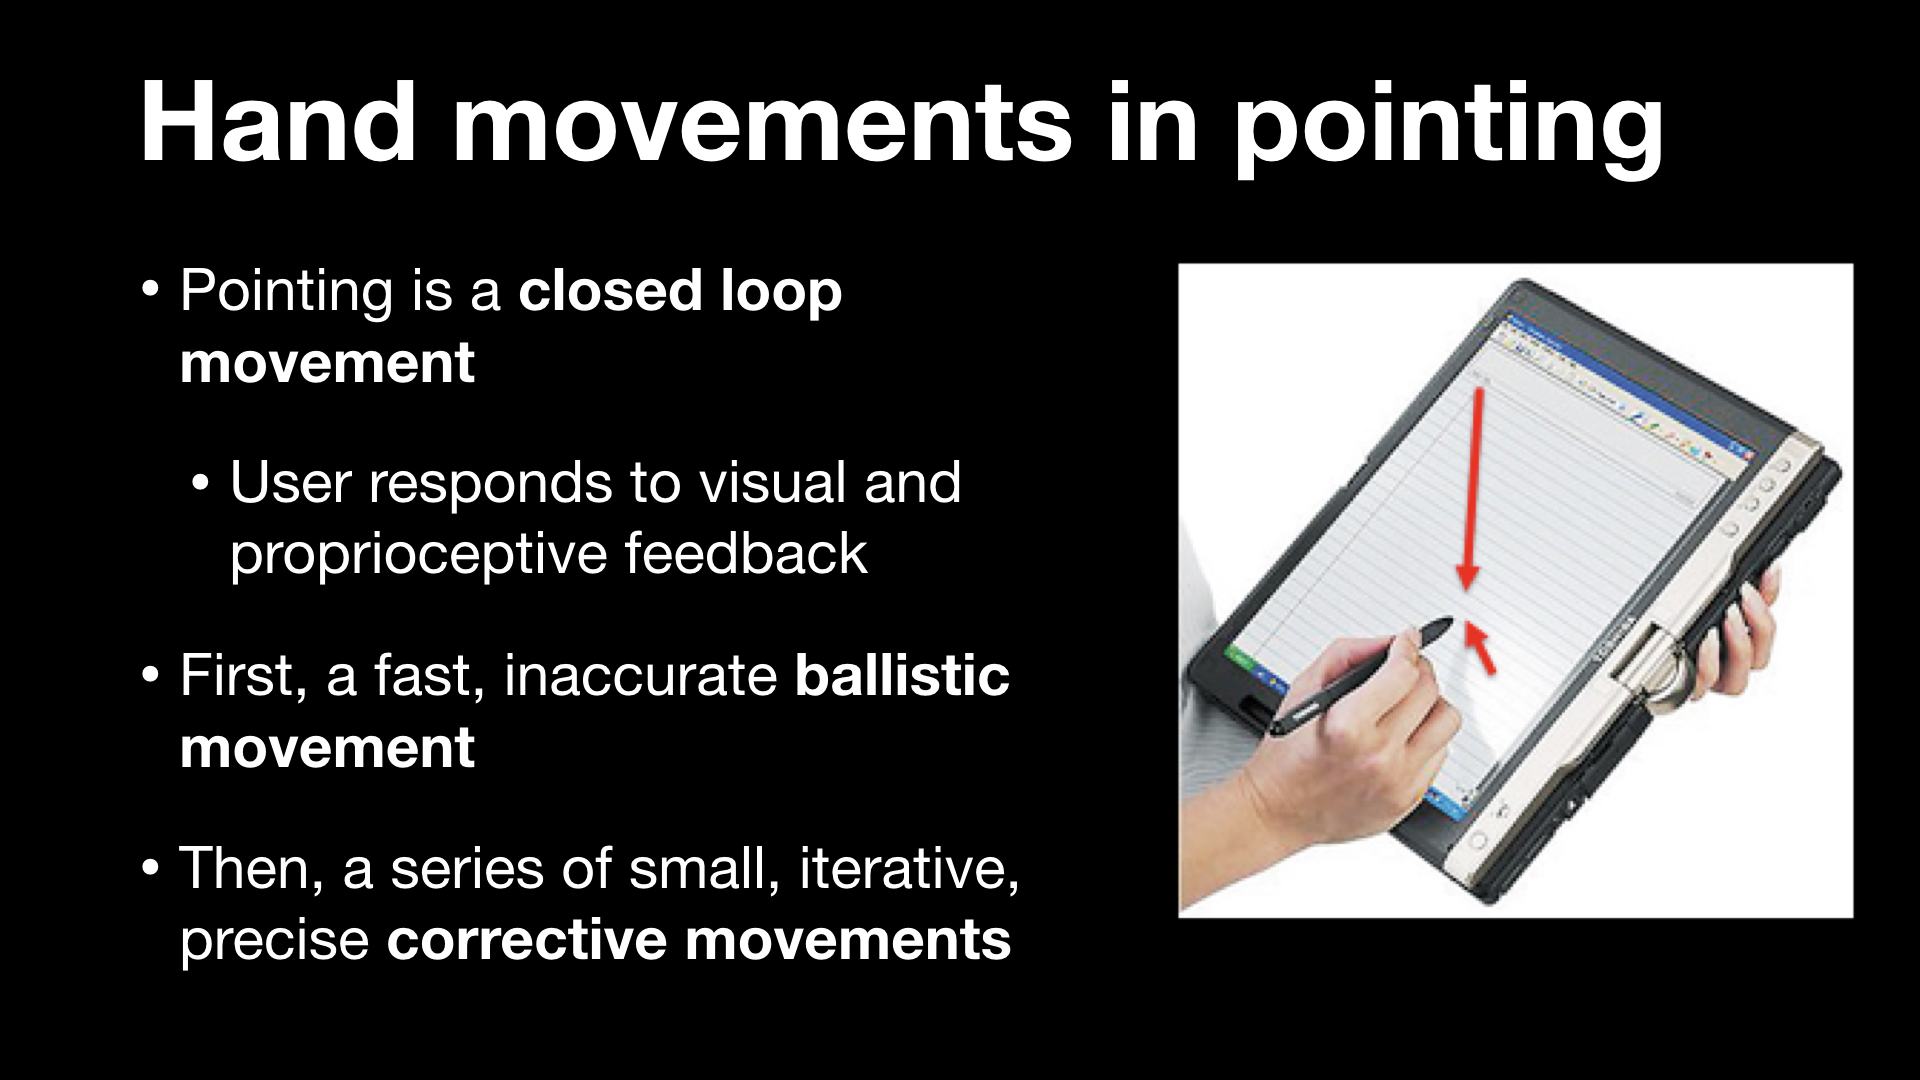 Hand movements in pointing
• Pointing is a closed loop
movement
• User responds to visual and
proprioceptive feedback
• First, a fast, inaccurate ballistic
movement
• Then, a series of small, iterative,
precise corrective movements